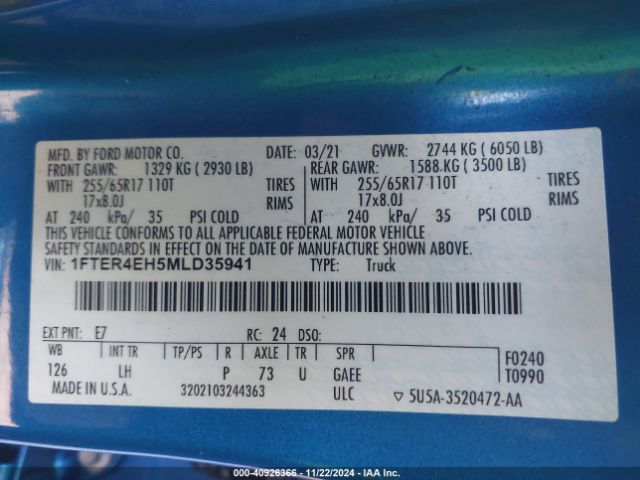 MFD. BY FORD MOTOR CO. DATE: 03/21 GVWR: 2744 KG ( 6050 LB)
FRONT GAWR: 1329 KG ( 2930 LB) REAR GAWR: 1588 KG ( 3500 LB)
WITH 255/65R17 110T TIRES WITH 255/65R17 110T TIRES
17x8.0J RIMS 17x8.0J RIMS
AT 240 kPa/ 35 PSI COLD AT 240 kPa/ 35 PSI COLD
THIS VEHICLE CONFORMS TO ALL APPLICABLE FEDERAL MOTOR VEHICLE
SAFETY STANDARDS IN EFFECT ON THE DATE OF MANUFACTURE SHOWN ABOVE.
VIN: 1FTER4EH5MLD35941 TYPE: Truck
EXT PNT: E7 RC: 24 DSO:
WB INT TR TP/PS R AXLE TR SPR F0240
126 LH P 73 U GAEE T0990
MADE IN U.S.A. 3202103244363 ULC ▽ 5U5A-3520472-AA
000-40926366 - 11/22/2024 - IAA Inc.